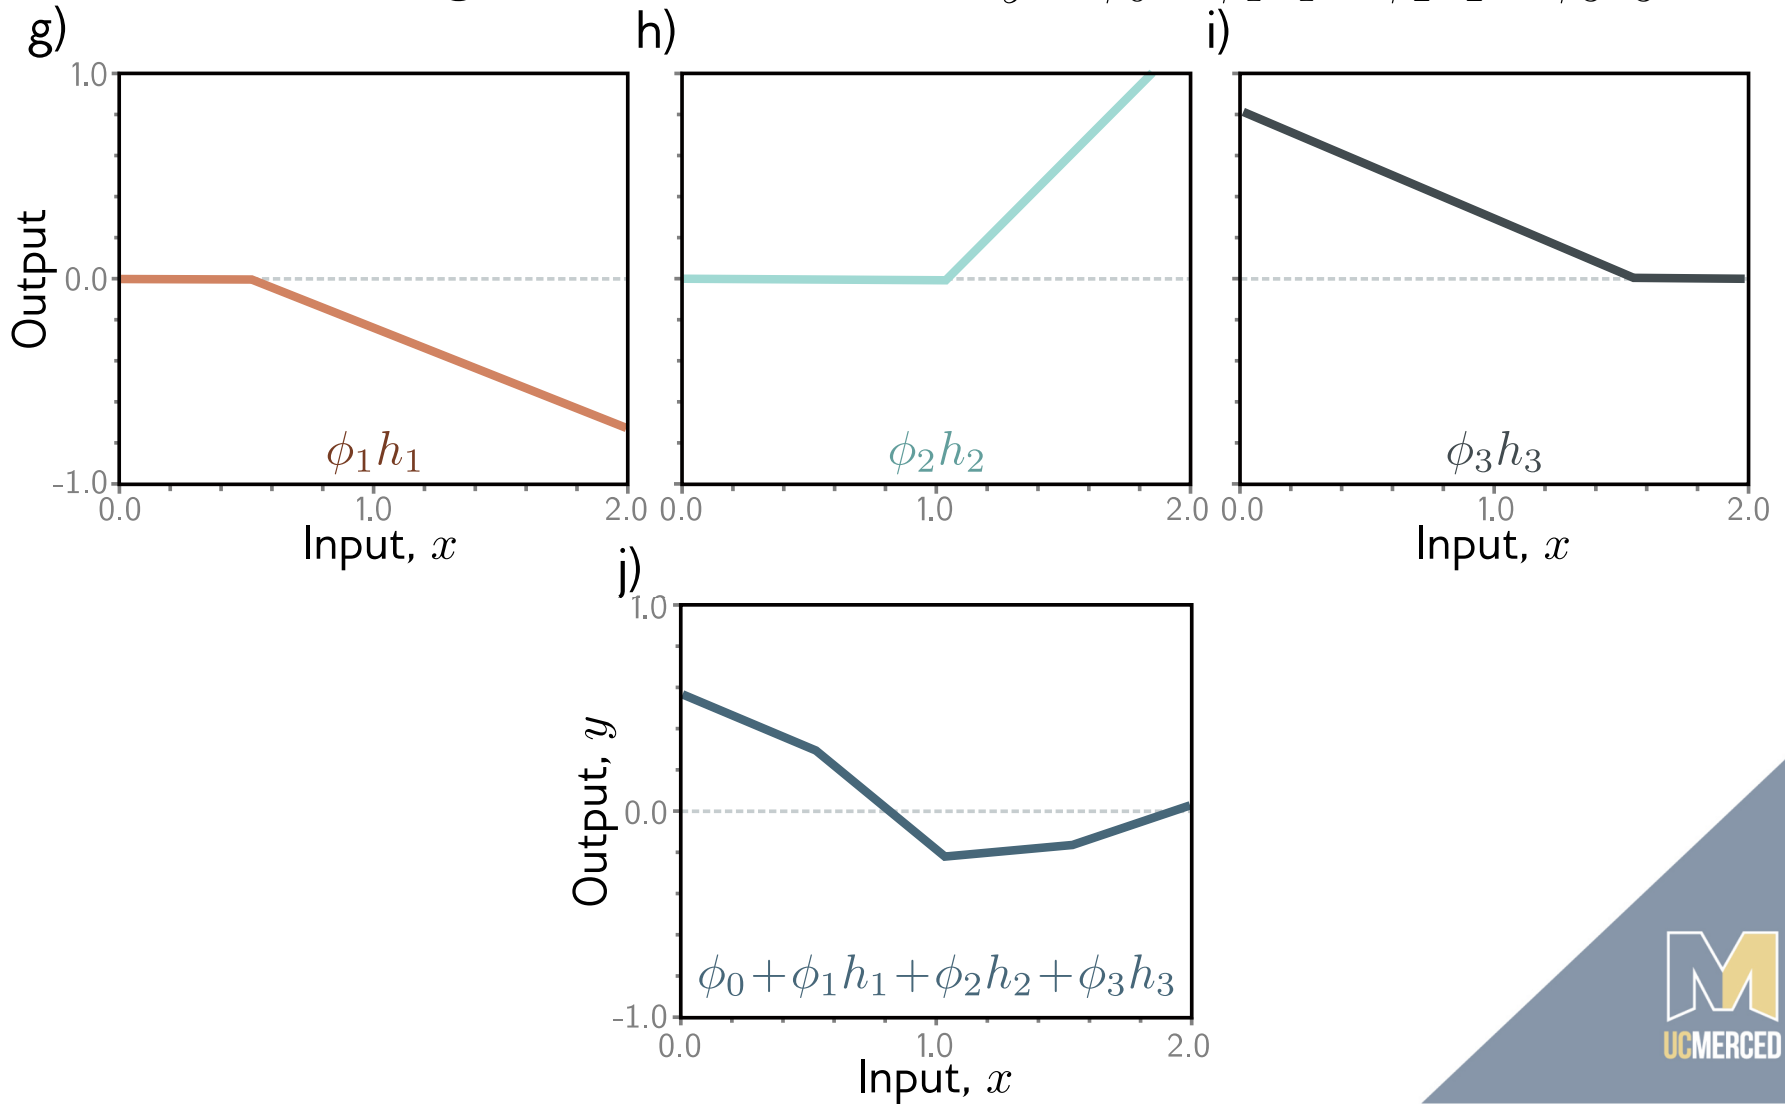 g)
h)
i)
1.0
0.0
-1.0
Output
ϕ₁h₁
ϕ₂h₂
ϕ₃h₃
0.0 1.0 2.0
0.0 1.0 2.0
0.0 1.0 2.0
Input, x
Input, x
j)
1.0
0.0
-1.0
Output, y
ϕ₀+ϕ₁h₁+ϕ₂h₂+ϕ₃h₃
0.0 1.0 2.0
Input, x
UCMERCED